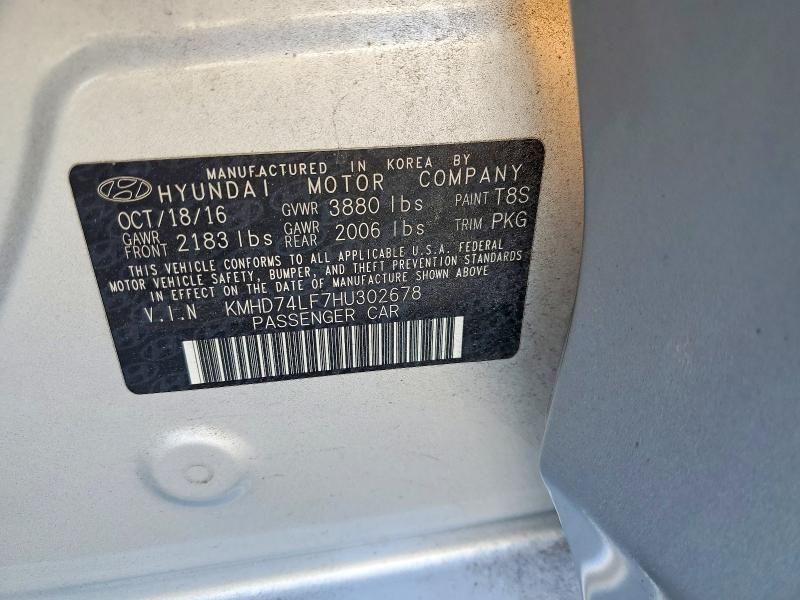 MANUFACTURED IN KOREA BY
HYUNDAI MOTOR COMPANY
OCT/18/16 GVWR 3880 lbs PAINT T8S
GAWR FRONT 2183 lbs GAWR REAR 2006 lbs TRIM PKG
THIS VEHICLE CONFORMS TO ALL APPLICABLE U.S.A. FEDERAL
MOTOR VEHICLE SAFETY, BUMPER, AND THEFT PREVENTION STANDARDS
IN EFFECT ON THE DATE OF MANUFACTURE SHOWN ABOVE
V.I.N KMHD74LF7HU302678
PASSENGER CAR